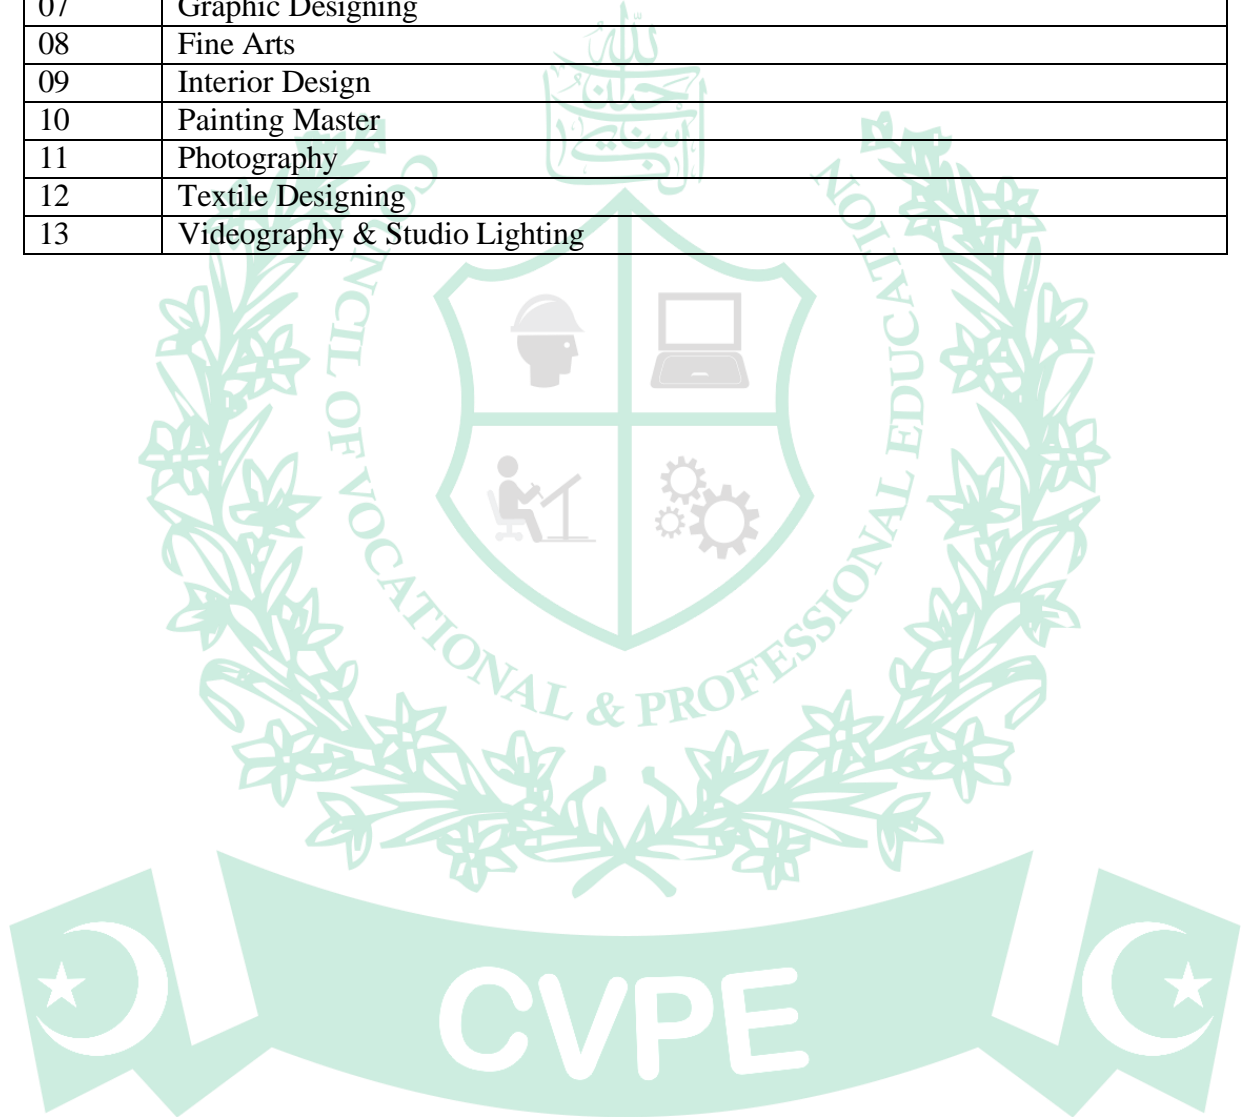 07 Graphic Designing
08 Fine Arts
09 Interior Design
10 Painting Master
11 Photography
12 Textile Designing
13 Videography & Studio Lighting
COUNCIL OF VOCATIONAL & PROFESSIONAL EDUCATION
CVPE